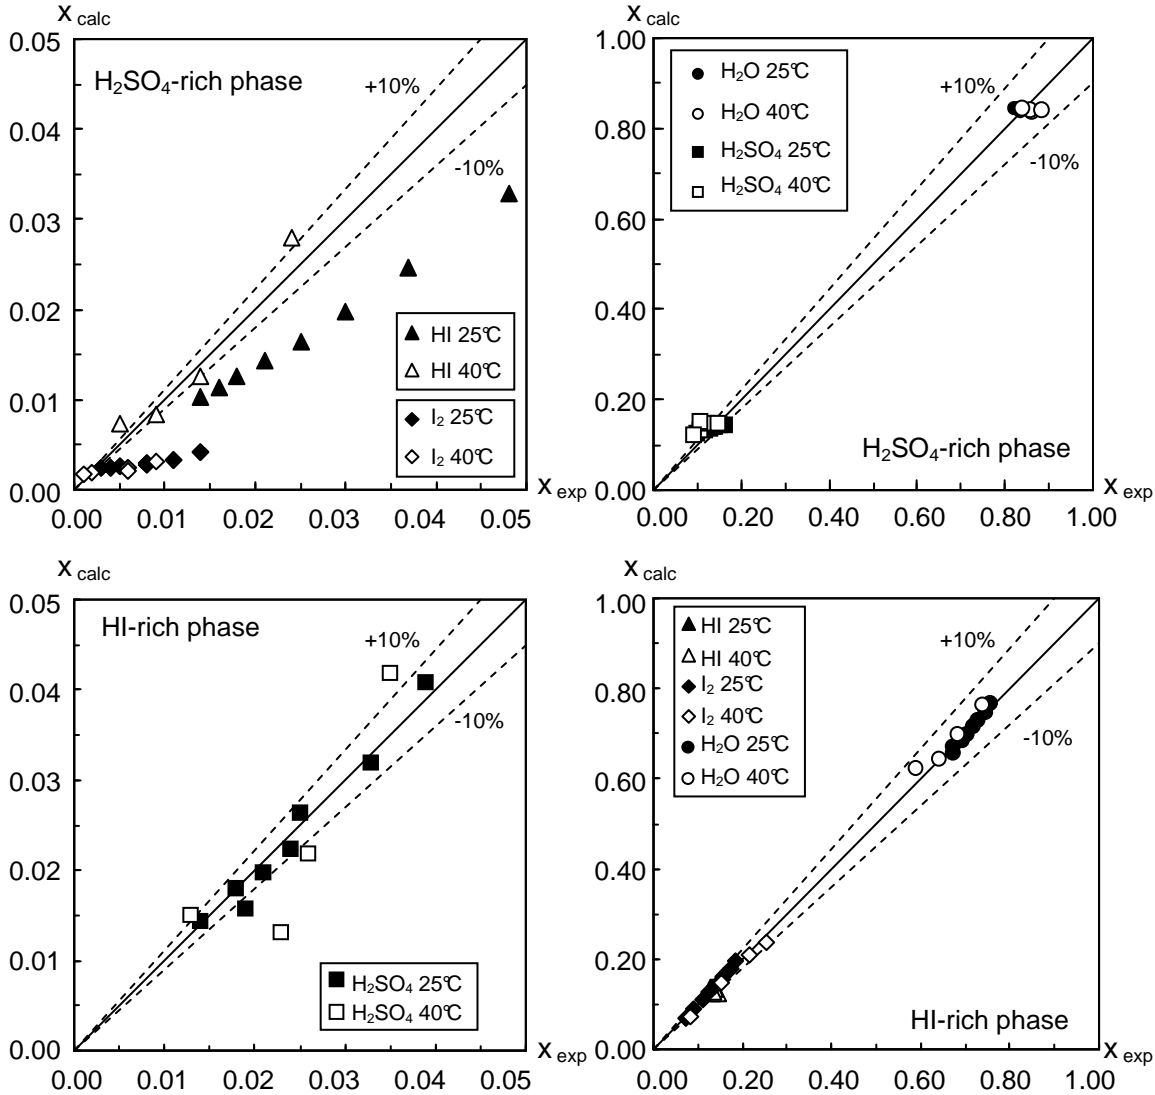 x calc
0.05
H₂SO₄-rich phase
+10%
0.04
-10%
0.03
0.02
HI 25°C
HI 40°C
0.01
I₂ 25°C
I₂ 40°C
0.00
x exp
0.00 0.01 0.02 0.03 0.04 0.05
x calc
1.00
H₂O 25°C
+10%
H₂O 40°C
0.80
H₂SO₄ 25°C
-10%
H₂SO₄ 40°C
0.60
0.40
0.20
H₂SO₄-rich phase
0.00
x exp
0.00 0.20 0.40 0.60 0.80 1.00
x calc
0.05
HI-rich phase
+10%
0.04
-10%
0.03
0.02
0.01
H₂SO₄ 25°C
H₂SO₄ 40°C
0.00
x exp
0.00 0.01 0.02 0.03 0.04 0.05
x calc
1.00
HI 25°C
+10%
HI 40°C
I₂ 25°C
0.80
I₂ 40°C
-10%
H₂O 25°C
H₂O 40°C
0.60
0.40
0.20
HI-rich phase
0.00
x exp
0.00 0.20 0.40 0.60 0.80 1.00